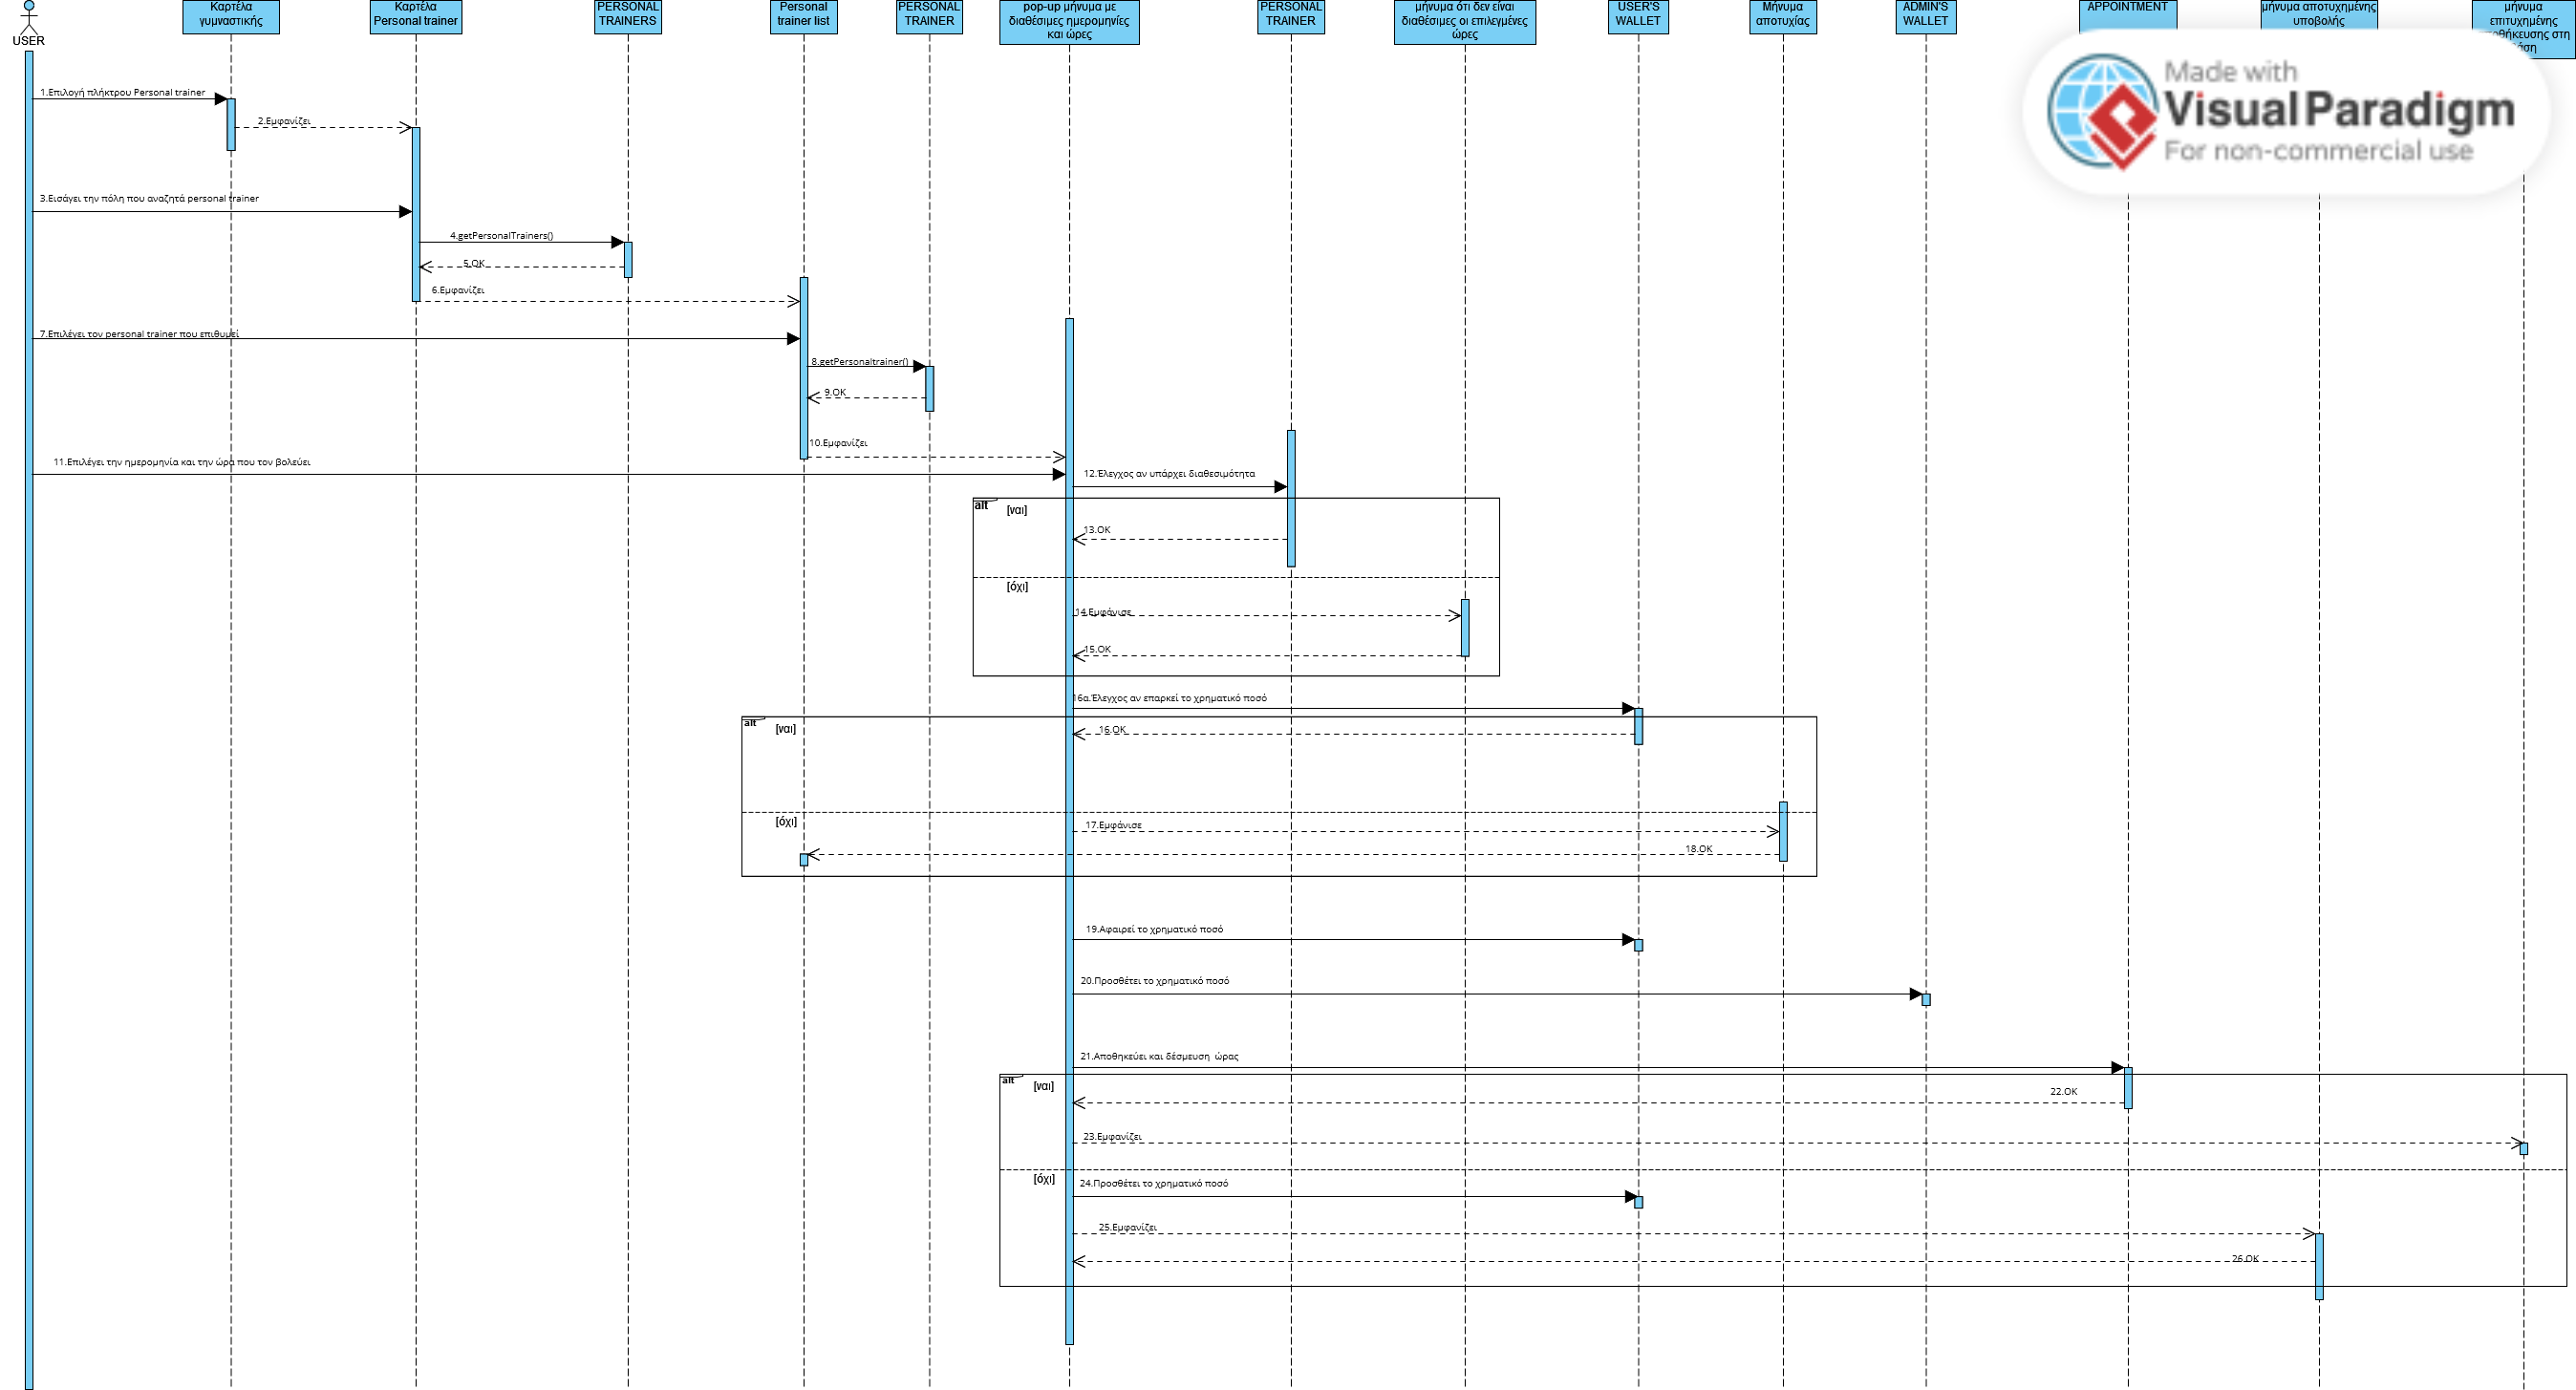 USER
Καρτέλα
γυμναστικής
Καρτέλα
Personal trainer
PERSONAL
TRAINERS
Personal
trainer list
PERSONAL
TRAINER
pop-up μήνυμα με
διαθέσιμες ημερομηνίες
και ώρες
PERSONAL
TRAINER
μήνυμα ότι δεν είναι
διαθέσιμες οι επιλεγμένες
ώρες
USER'S
WALLET
Μήνυμα
αποτυχίας
ADMIN'S
WALLET
APPOINTMENT
μήνυμα αποτυχημένης
υποβολής
μήνυμα
επιτυχημένης
στη
Made with
Visual Paradigm
For non-commercial use
1.Επιλογή πλήκτρου Personal trainer
2.Εμφανίζει
3.Εισάγει την πόλη που αναζητά personal trainer
4.getPersonalTrainers()
5.OK
6.Εμφανίζει
7.Επιλέγει τον personal trainer που επιθυμεί
8.getPersonaltrainer()
9.OK
10.Εμφανίζει
11.Επιλέγει την ημερομηνία και την ώρα που τον βολεύει
12.Έλεγχος αν υπάρχει διαθεσιμότητα
alt
[ναι]
13.OK
[όχι]
14.Εμφάνισε
15.OK
16α.Έλεγχος αν επαρκεί το χρηματικό ποσό
alt
[ναι]
16.OK
[όχι]
17.Εμφάνισε
18.OK
19.Αφαιρεί το χρηματικό ποσό
20.Προσθέτει το χρηματικό ποσό
21.Αποθηκεύει και δέσμευση ώρας
alt
[ναι]
22.OK
23.Εμφανίζει
[όχι]
24.Προσθέτει το χρηματικό ποσό
25.Εμφανίζει
26.OK